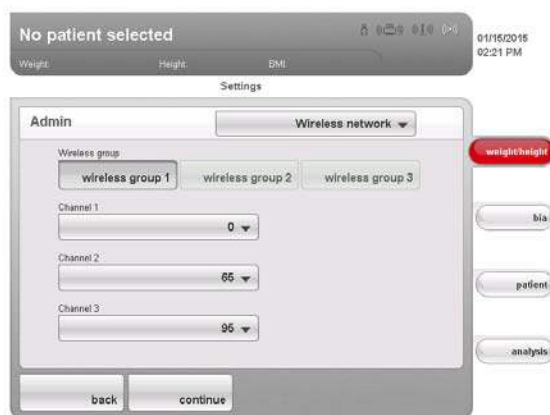 No patient selected
01/15/2015
02:21 PM
Weight: Height: BMI:
Settings
Admin Wireless network
Wireless group
wireless group 1 wireless group 2 wireless group 3
Channel 1
0
Channel 2
65
Channel 3
95
back continue
weight/height
bia
patient
analysis